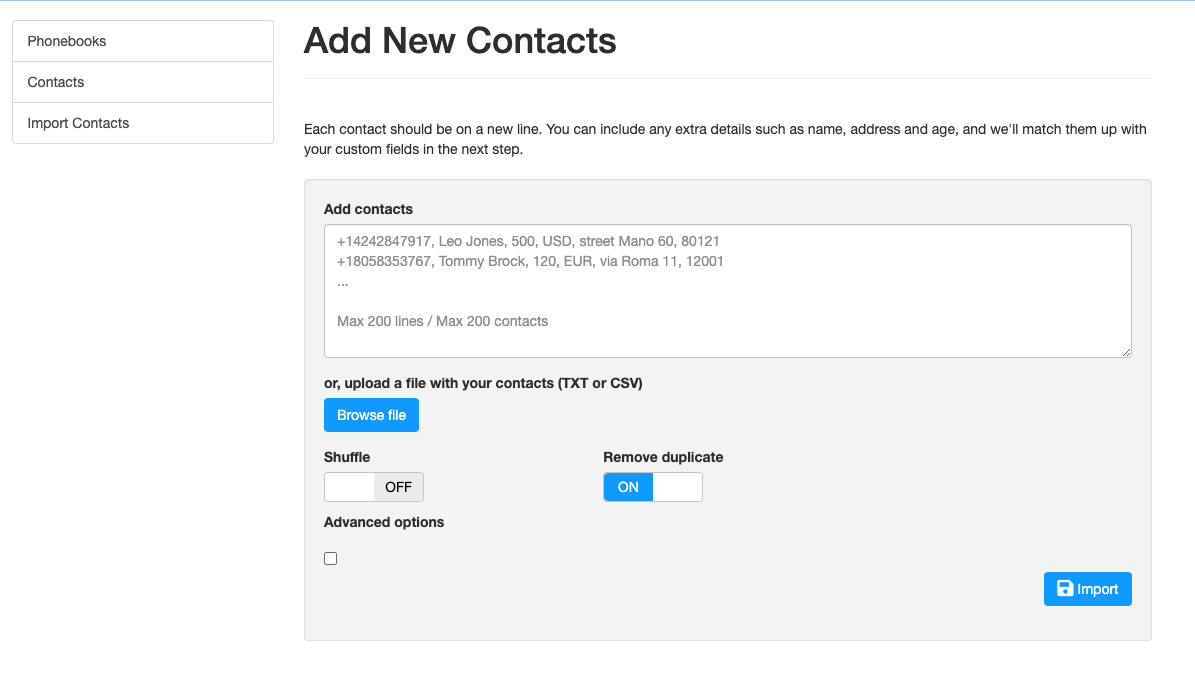 Phonebooks
Contacts
Import Contacts
Add New Contacts
Each contact should be on a new line. You can include any extra details such as name, address and age, and we'll match them up with
your custom fields in the next step.
Add contacts
+14242847917, Leo Jones, 500, USD, street Mano 60, 80121
+18058353767, Tommy Brock, 120, EUR, via Roma 11, 12001
...
Max 200 lines / Max 200 contacts
or, upload a file with your contacts (TXT or CSV)
Browse file
Shuffle
Remove duplicate
OFF
ON
Advanced options
Import